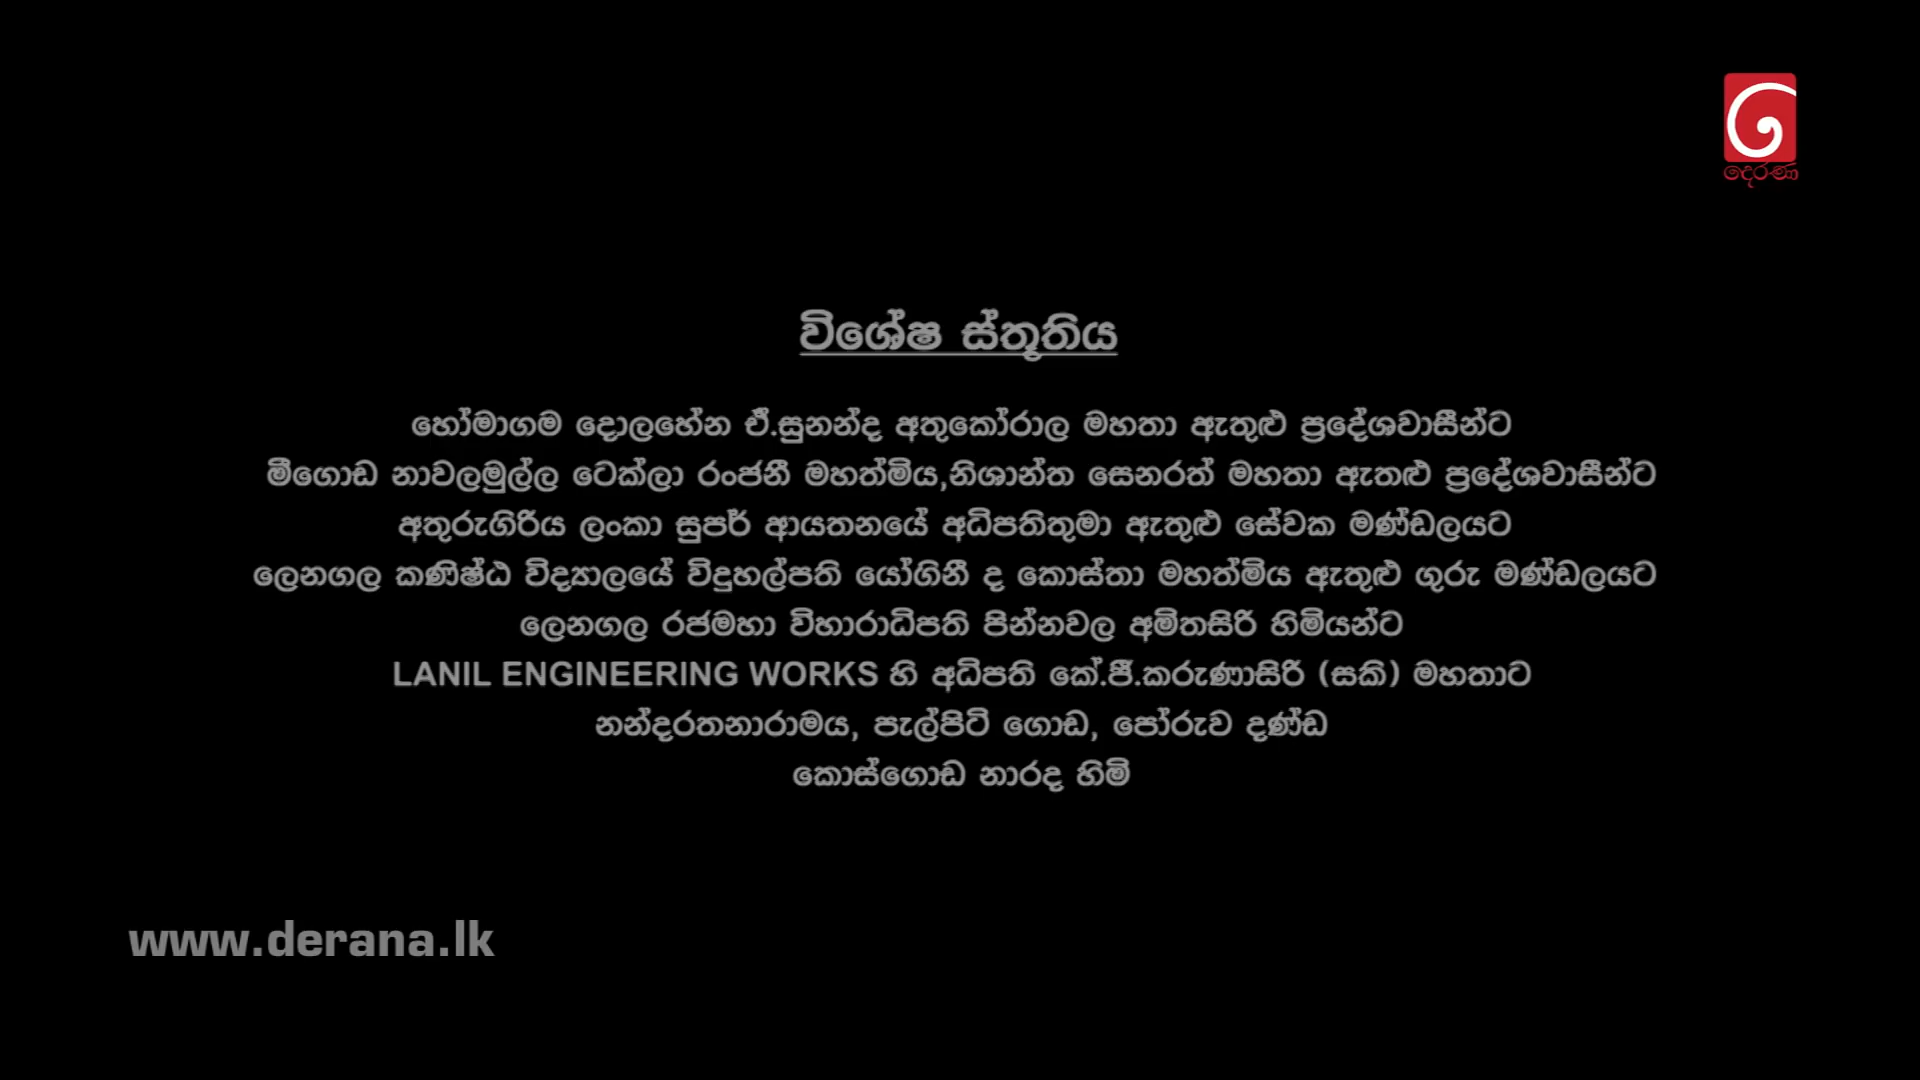 දෙරණ
විශේෂ ස්තූතිය
හෝමාගම දොලහේන ඒ.සුනන්ද අතුකෝරාල මහතා ඇතුළු ප්‍රදේශවාසීන්ට
මීගොඩ නාවලමුල්ල ටෙක්ලා රංජනී මහත්මිය,නිශාන්ත සෙනරත් මහතා ඇතළු ප්‍රදේශවාසීන්ට
අතුරුගිරිය ලංකා සුපර් ආයතනයේ අධිපතිතුමා ඇතුළු සේවක මණ්ඩලයට
ලෙනගල කණිෂ්ඨ විද්‍යාලයේ විදුහල්පති යෝගිනී ද කොස්තා මහත්මිය ඇතුළු ගුරු මණ්ඩලයට
ලෙනගල රජමහා විහාරාධිපති පින්නවල අමිතසිරි හිමියන්ට
LANIL ENGINEERING WORKS හි අධිපති කේ.ජී.කරුණාසිරි (සකි) මහතාට
නන්දරතනාරාමය, පැල්පිටි ගොඩ, පෝරුව දණ්ඩ
කොස්ගොඩ නාරද හිමි
www.derana.lk